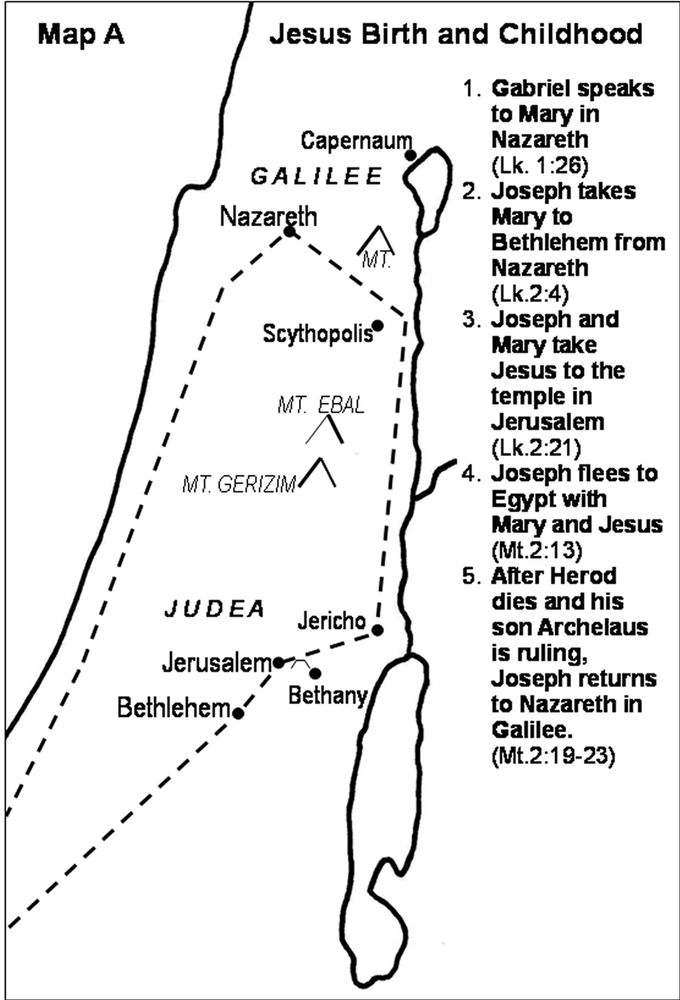 Map A
Jesus Birth and Childhood
Capernaum
GALILEE
Nazareth
MT.
Scythopolis
MT. EBAL
MT. GERIZIM
JUDEA
Jericho
Jerusalem
Bethany
Bethlehem
1. Gabriel speaks
to Mary in
Nazareth
(Lk. 1:26)
2. Joseph takes
Mary to
Bethlehem from
Nazareth
(Lk.2:4)
3. Joseph and
Mary take
Jesus to the
temple in
Jerusalem
(Lk.2:21)
4. Joseph flees to
Egypt with
Mary and Jesus
(Mt.2:13)
5. After Herod
dies and his
son Archelaus
is ruling,
Joseph returns
to Nazareth in
Galilee.
(Mt.2:19-23)